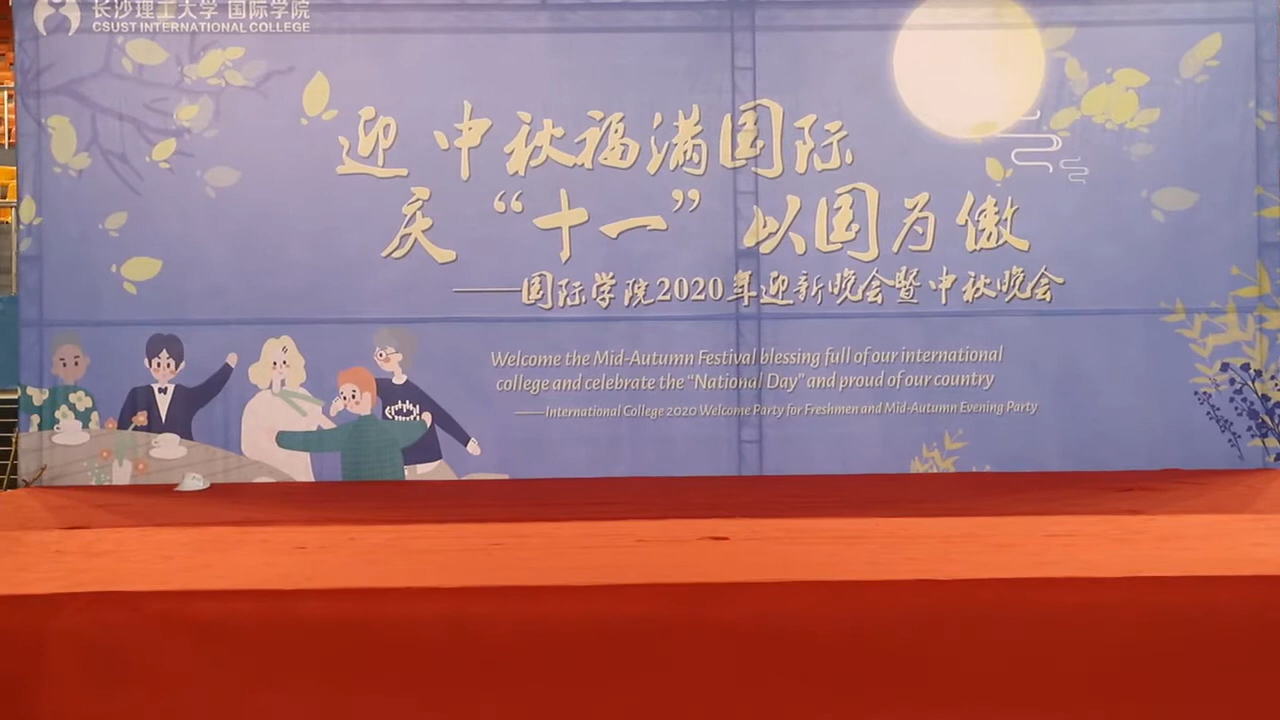 长沙理工大学 国际学院
CSUST INTERNATIONAL COLLEGE
迎 中秋福满国际
庆 “十一” 以国为傲
——国际学院2020年迎新晚会暨中秋晚会
Welcome the Mid-Autumn Festival blessing full of our international
college and celebrate the “National Day” and proud of our country
——International College 2020 Welcome Party for Freshmen and Mid-Autumn Evening Party